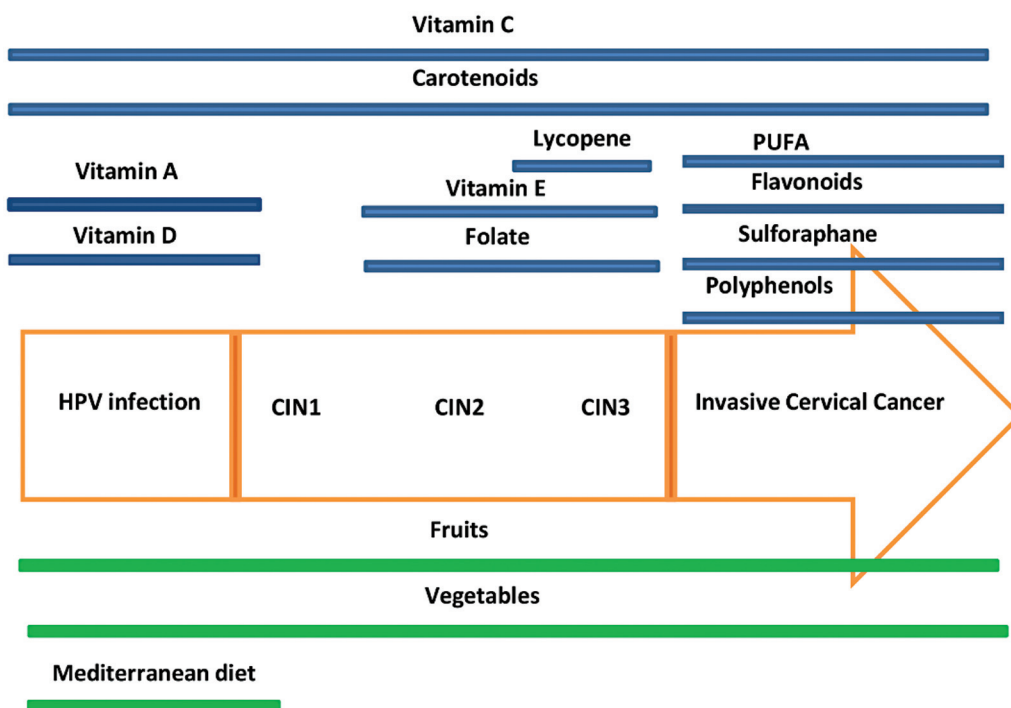 Vitamin C
Carotenoids
Lycopene
PUFA
Vitamin A
Vitamin E
Flavonoids
Vitamin D
Folate
Sulforaphane
Polyphenols
HPV infection
CIN1
CIN2
CIN3
Invasive Cervical Cancer
Fruits
Vegetables
Mediterranean diet